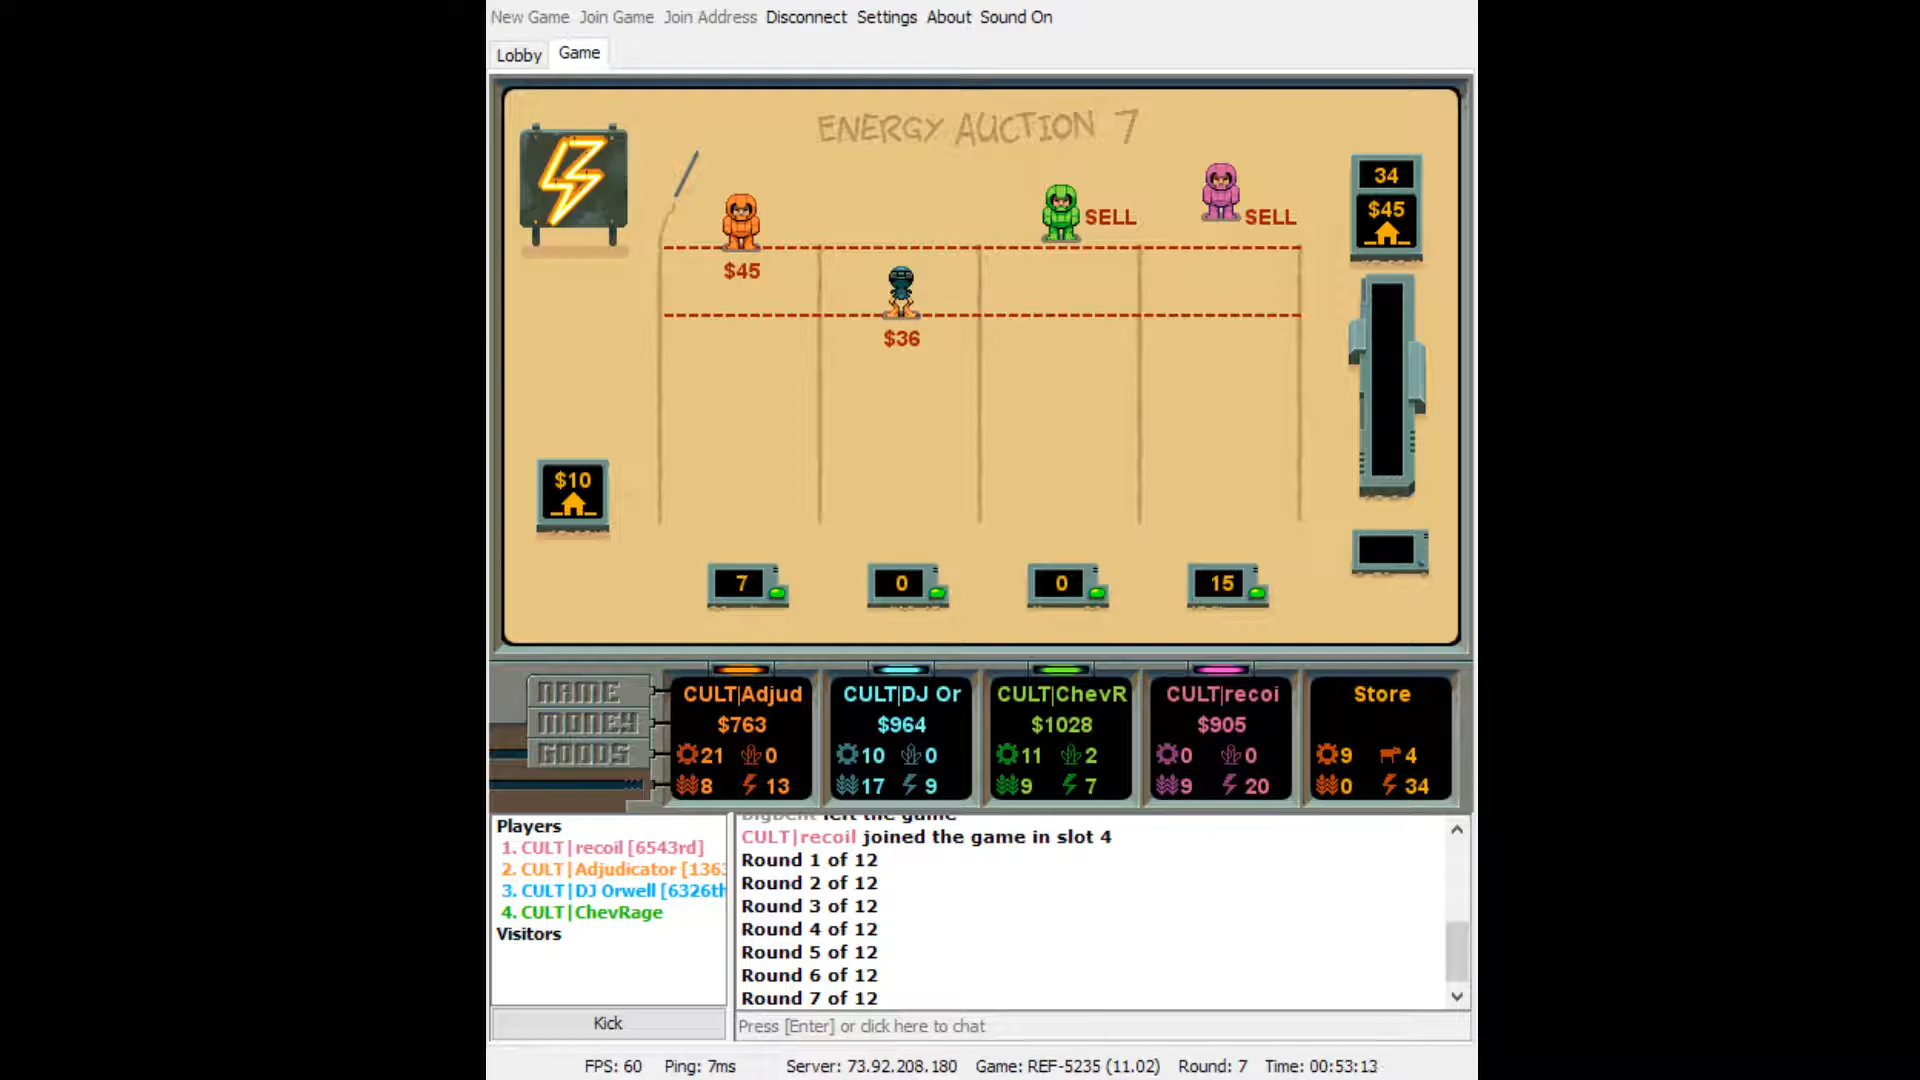 New Game Join Game Join Address Disconnect Settings About Sound On
Lobby Game
ENERGY AUCTION 7
34
$45
SELL
SELL
$45
$36
$10
7 0 0 15
NAME
MONEY
GOODS
CULT|Adjud
$763
21 0
8 13
CULT|DJ Or
$964
10 0
17 9
CULT|ChevR
$1028
11 2
9 7
CULT|recoi
$905
0 0
9 20
Store
9 4
0 34
Players
1. CULT|recoil [6543rd]
2. CULT|Adjudicator [136
3. CULT|DJ Orwell [6326th
4. CULT|ChevRage
Visitors
Kick
left the game
CULT|recoil joined the game in slot 4
Round 1 of 12
Round 2 of 12
Round 3 of 12
Round 4 of 12
Round 5 of 12
Round 6 of 12
Round 7 of 12
Press [Enter] or click here to chat
FPS: 60 Ping: 7ms Server: 73.92.208.180 Game: REF-5235 (11.02) Round: 7 Time: 00:53:13